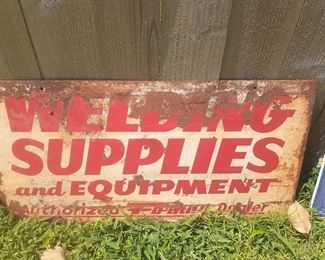 WELDING
SUPPLIES
and EQUIPMENT
Authorized Dealer